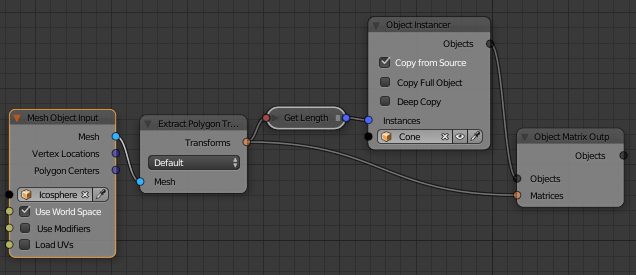 Mesh Object Input
Mesh
Vertex Locations
Polygon Centers
Icosphere
Use World Space
Use Modifiers
Load UVs
Extract Polygon Tr...
Transforms
Default
Mesh
Get Length
Object Instancer
Objects
Copy from Source
Copy Full Object
Deep Copy
Instances
Cone
Object Matrix Outp
Objects
Objects
Matrices